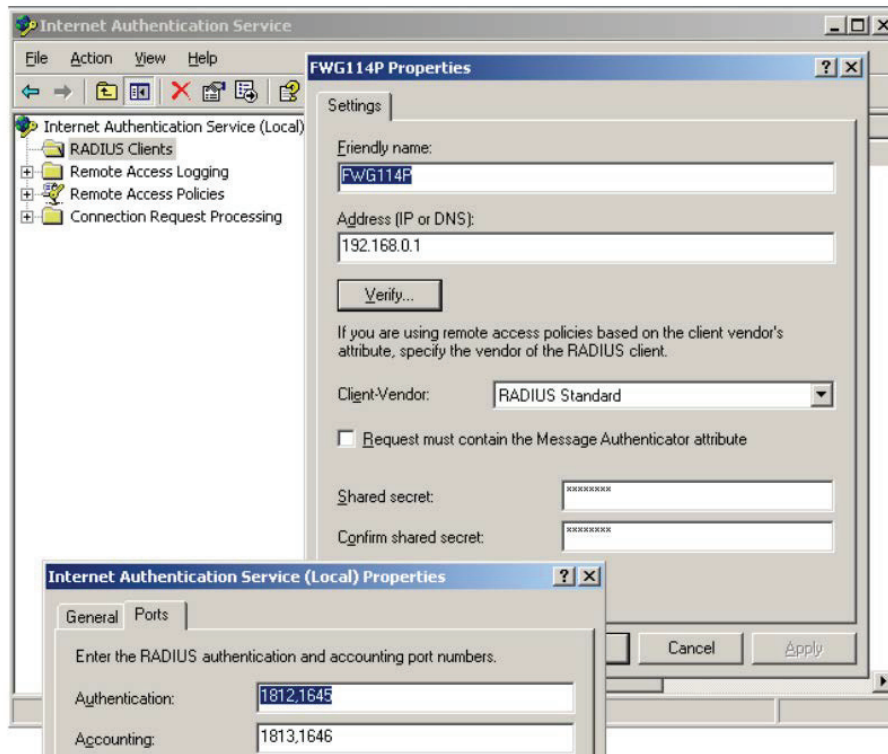 Internet Authentication Service
File Action View Help
Internet Authentication Service (Local)
RADIUS Clients
Remote Access Logging
Remote Access Policies
Connection Request Processing
FWG114P Properties
Settings
Friendly name:
FWG114P
Address (IP or DNS):
192.168.0.1
Verify...
If you are using remote access policies based on the client vendor's
attribute, specify the vendor of the RADIUS client.
Client-Vendor: RADIUS Standard
Request must contain the Message Authenticator attribute
Shared secret: ********
Confirm shared secret: ********
Cancel Apply
Internet Authentication Service (Local) Properties
General Ports
Enter the RADIUS authentication and accounting port numbers.
Authentication: 1812,1645
Accounting: 1813,1646